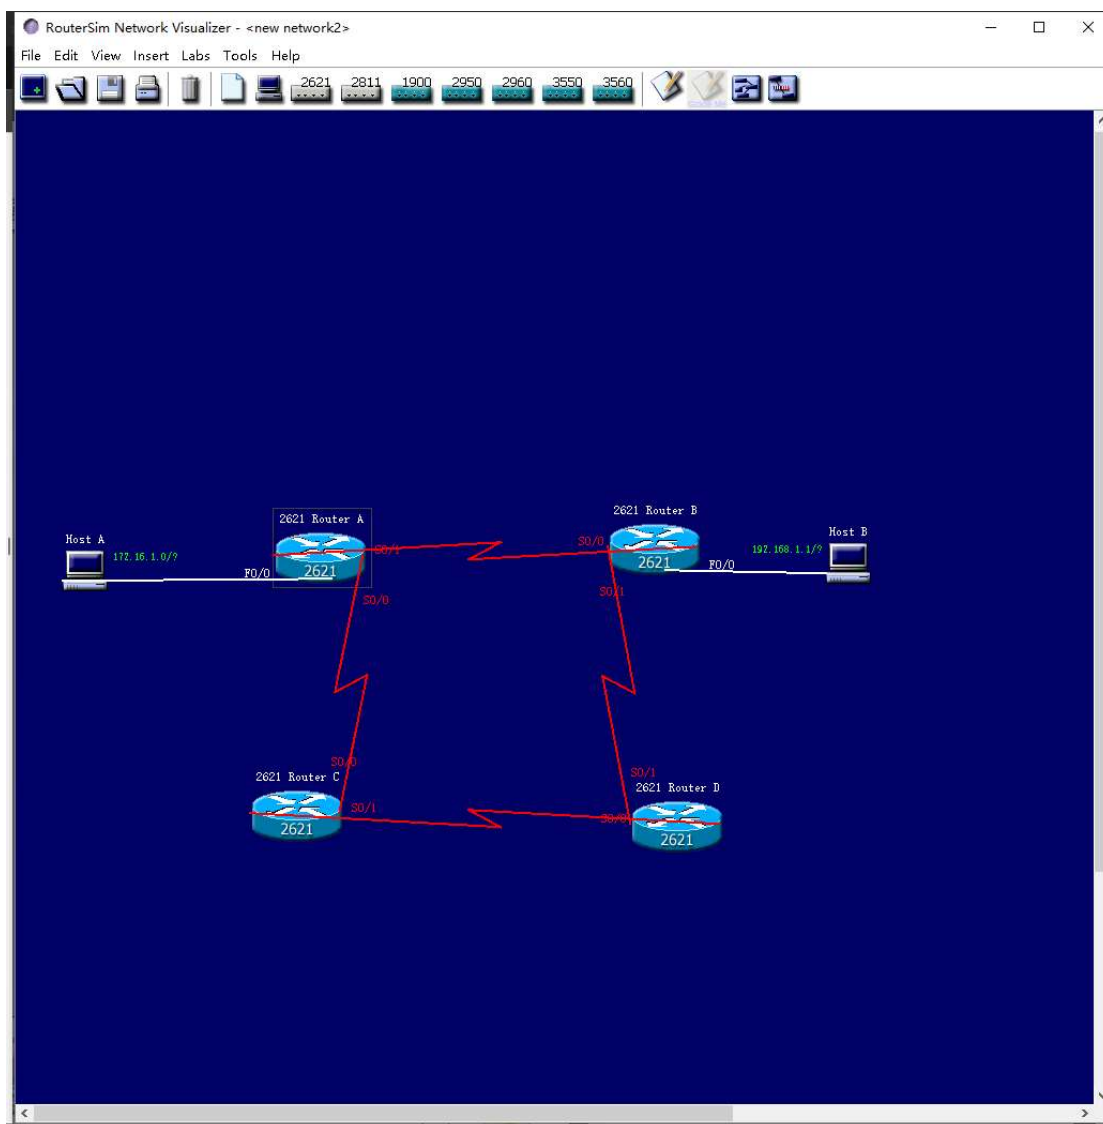 RouterSim Network Visualizer - <new network2>
File Edit View Insert Labs Tools Help
2621 2811 1900 2950 2960 3550 3560
2621 Router A
2621 Router B
Host A
Host B
172.16.1.0/?
F0/0
2621
S0/1
S0/0
2621
F0/0
192.168.1.1/?
S0/0
S0/1
S0/0
2621 Router C
S0/1
2621
S0/1
2621 Router D
S0/0
2621